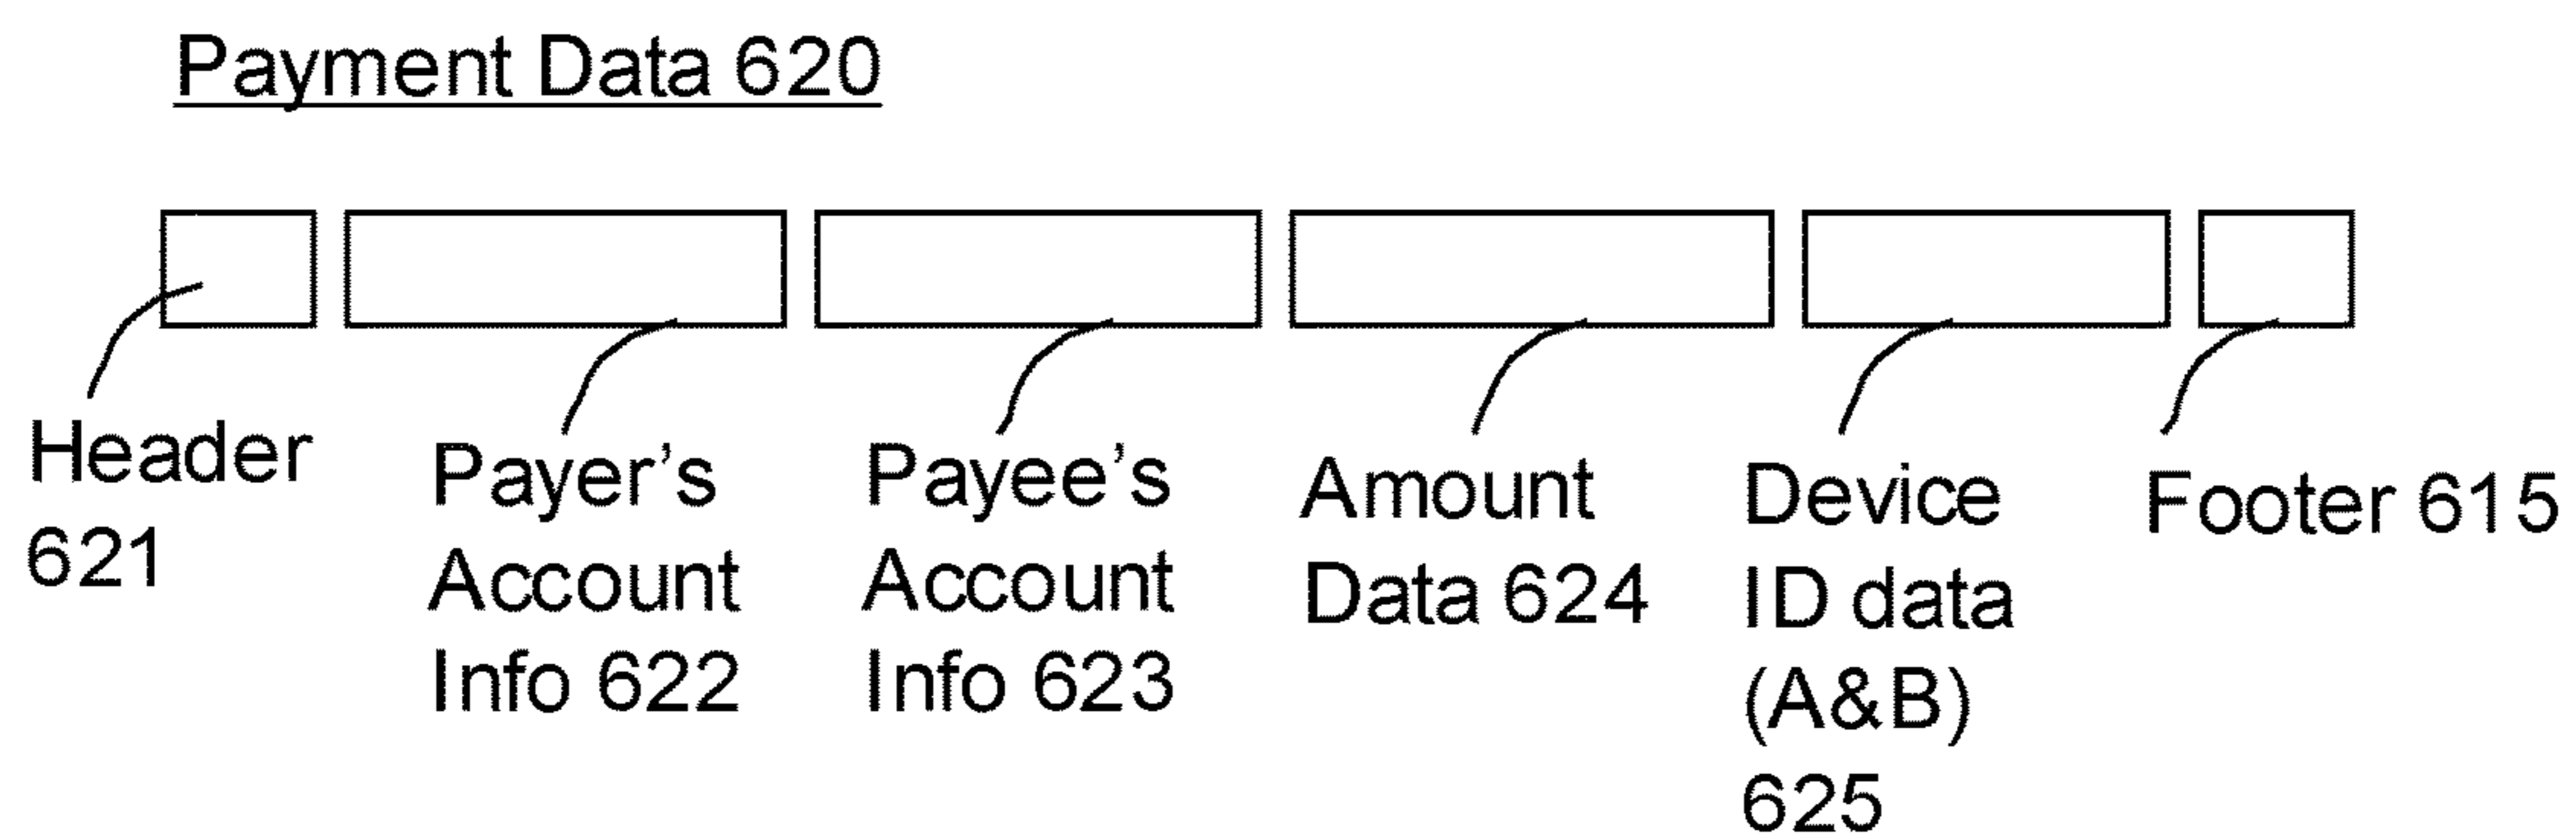 Payment Data 620
Header
621
Payer's
Account
Info 622
Payee's
Account
Info 623
Amount
Data 624
Device
ID data
(A&B)
625
Footer 615